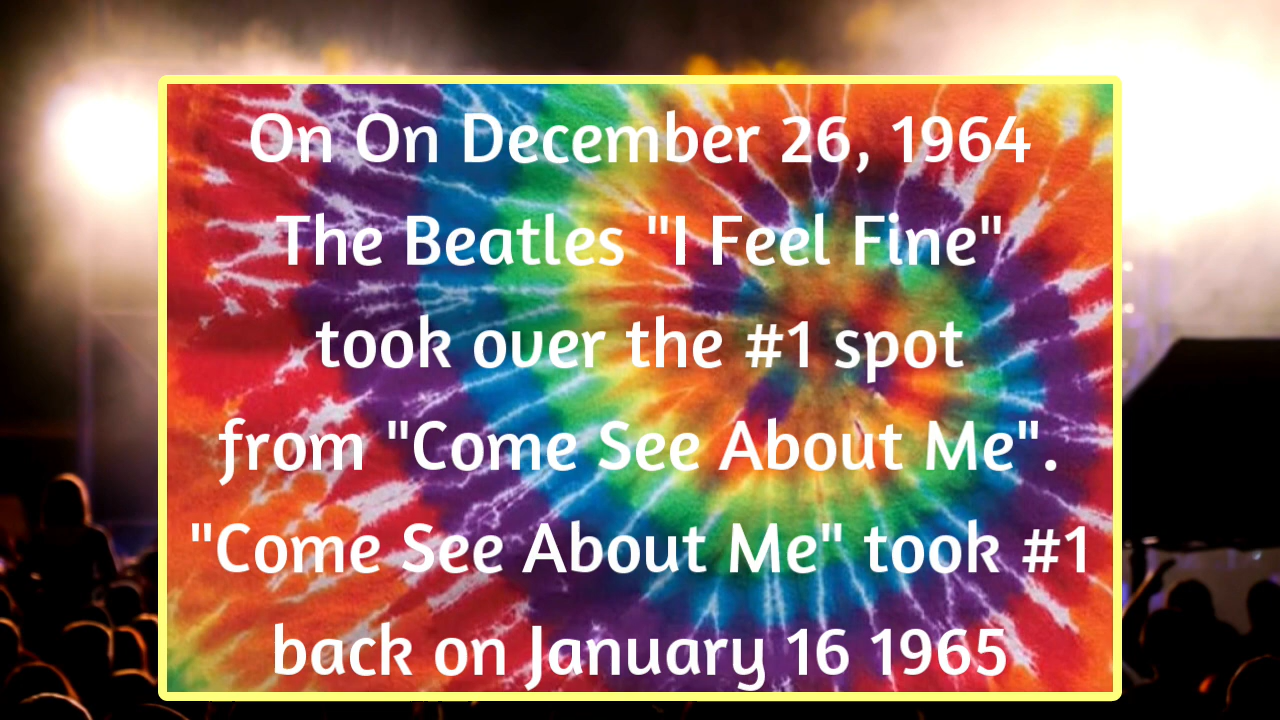 On On December 26, 1964
The Beatles "I Feel Fine"
took over the #1 spot
from "Come See About Me".
"Come See About Me" took #1
back on January 16 1965